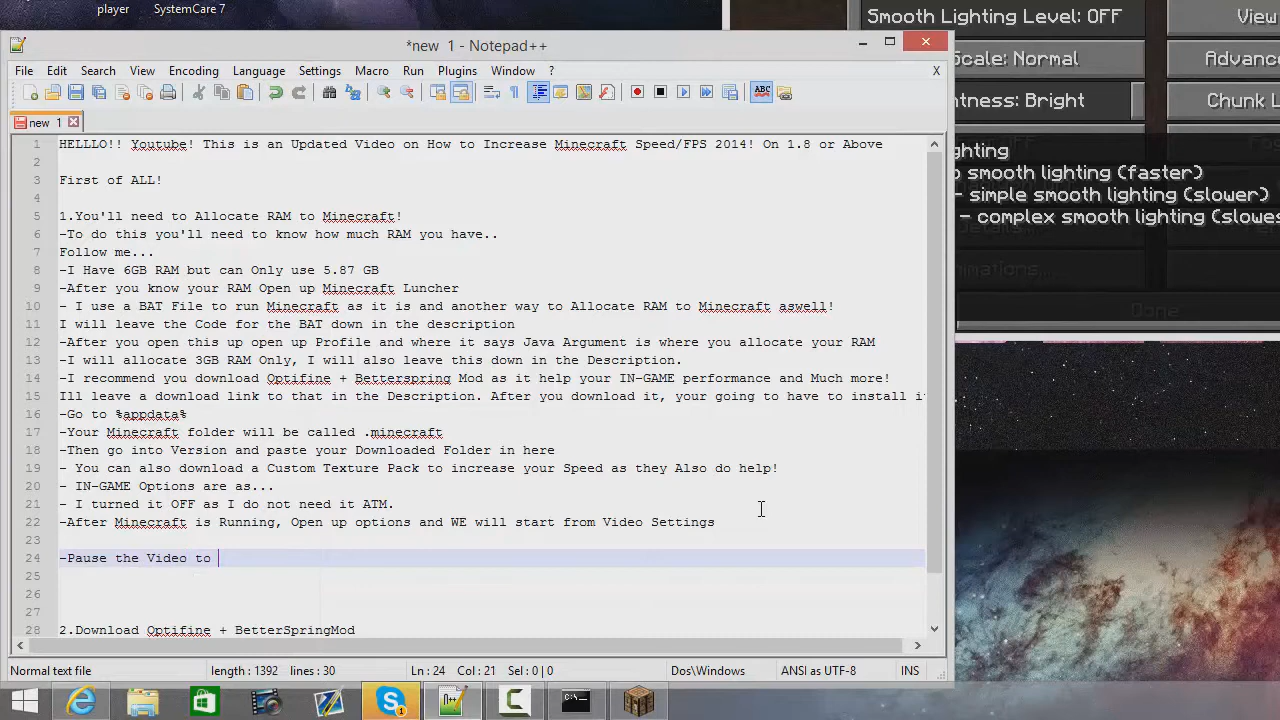 player
SystemCare 7
Smooth Lighting Level: OFF
View
*new 1 - Notepad++
Scale: Normal
Advan
File Edit Search View Encoding Language Settings Macro Run Plugins Window ? X
ntness: Bright
Chunk L
new 1
HELLLO!! Youtube! This is an Updated Video on How to Increase Minecraft Speed/FPS 2014! On 1.8 or Above
First of ALL!
1.You'll need to Allocate RAM to Minecraft!
-To do this you'll need to know how much RAM you have..
Follow me...
-I Have 6GB RAM but can Only use 5.87 GB
-After you know your RAM Open up Minecraft Luncher
- I use a BAT File to run Minecraft as it is and another way to Allocate RAM to Minecraft aswell!
I will leave the Code for the BAT down in the description
-After you open this up open up Profile and where it says Java Argument is where you allocate your RAM
-I will allocate 3GB RAM Only, I will also leave this down in the Description.
-I recommend you download Optifine + Betterspring Mod as it help your IN-GAME performance and Much more!
Ill leave a download link to that in the Description. After you download it, your going to have to install i
-Go to %appdata%
-Your Minecraft folder will be called .minecraft
-Then go into Version and paste your Downloaded Folder in here
- You can also download a Custom Texture Pack to increase your Speed as they Also do help!
- IN-GAME Options are as...
- I turned it OFF as I do not need it ATM.
-After Minecraft is Running, Open up options and WE will start from Video Settings
-Pause the Video to
2.Download Optifine + BetterSpringMod
ghting
o smooth lighting (faster)
- simple smooth lighting (slower)
- complex smooth lighting (slowes
etails...
nimations...
Done
Normal text file length : 1392 lines : 30 Ln : 24 Col : 21 Sel : 0 | 0 Dos\Windows ANSI as UTF-8 INS